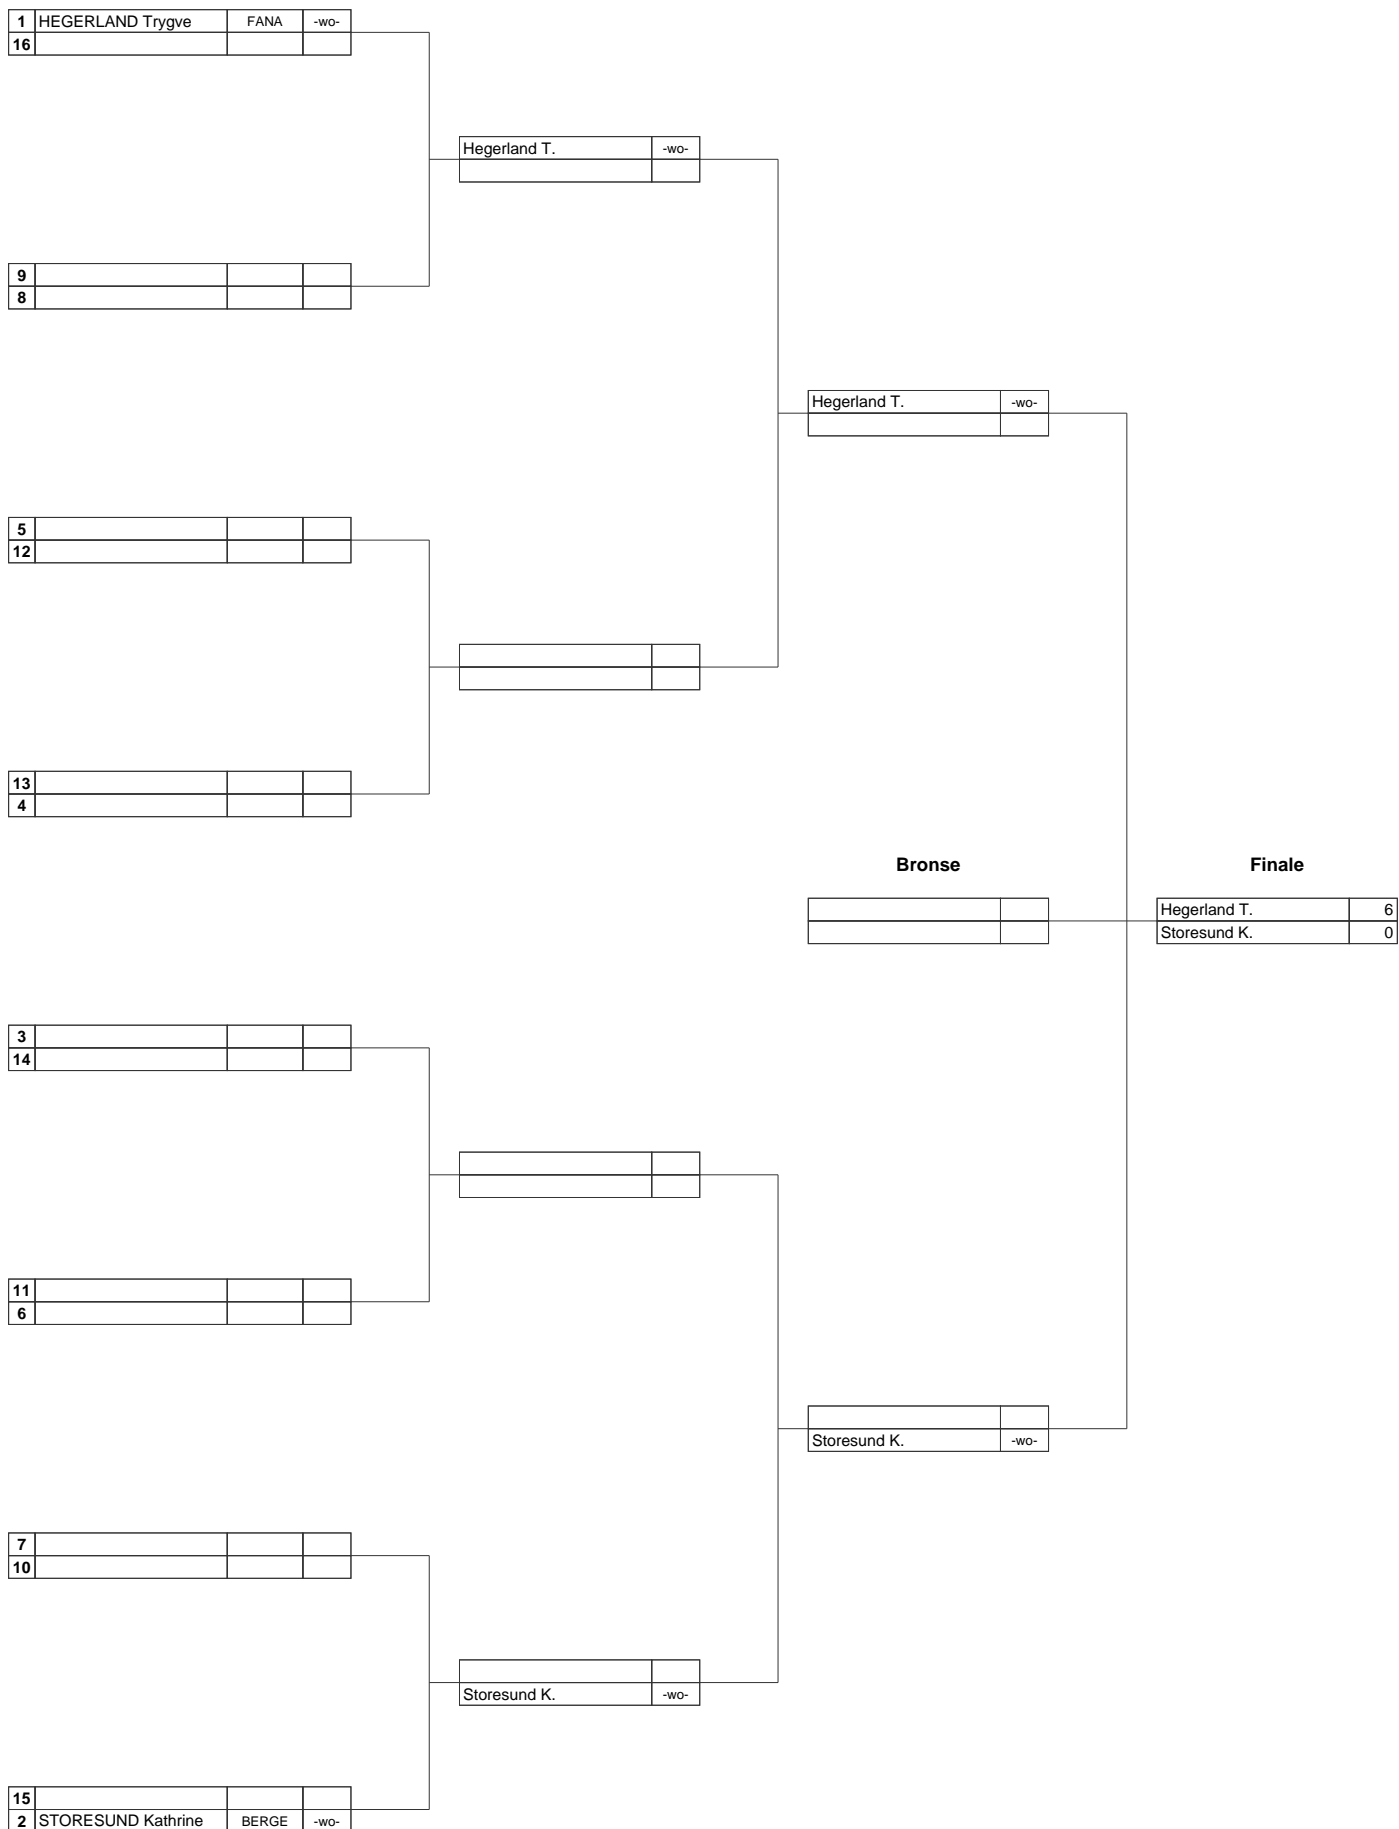 1 HEGERLAND Trygve FANA -wo-
16
Hegerland T. -wo-
9
8
Hegerland T. -wo-
5
12
13
4
Bronse Finale
Hegerland T. 6
Storesund K. 0
3
14
11
6
Storesund K. -wo-
7
10
Storesund K. -wo-
15
2 STORESUND Kathrine BERGE -wo-